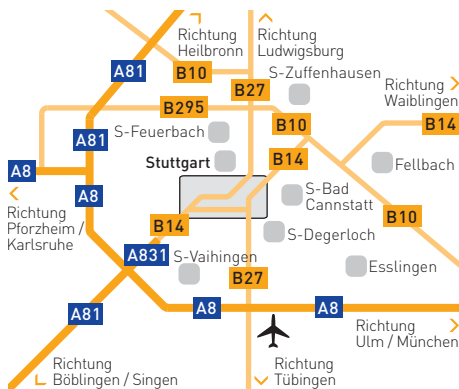 Richtung
Heilbronn
Richtung
Ludwigsburg
A81
B10
S-Zuffenhausen
B27
Richtung
Waiblingen
B295
A81
S-Feuerbach
B10
B14
Stuttgart
B14
Fellbach
A8
A8
S-Bad
Cannstatt
Richtung
Pforzheim /
Karlsruhe
B14
B10
S-Degerloch
A831
S-Vaihingen
Esslingen
B27
A81
A8
A8
Richtung
Ulm / München
Richtung
Böblingen / Singen
Richtung
Tübingen